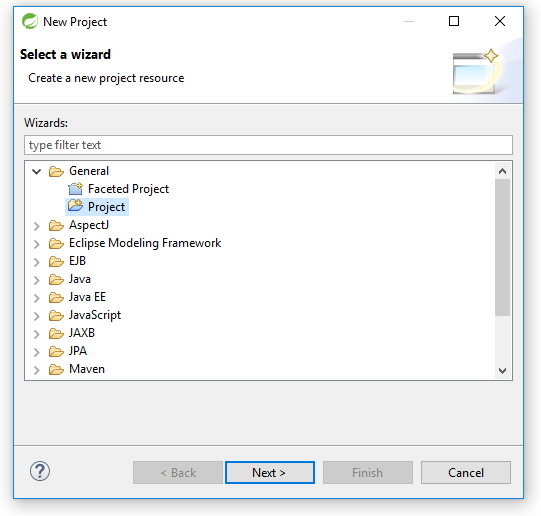 New Project
Select a wizard
Create a new project resource
Wizards:
type filter text
General
Faceted Project
Project
AspectJ
Eclipse Modeling Framework
EJB
Java
Java EE
JavaScript
JAXB
JPA
Maven
?
< Back
Next >
Finish
Cancel